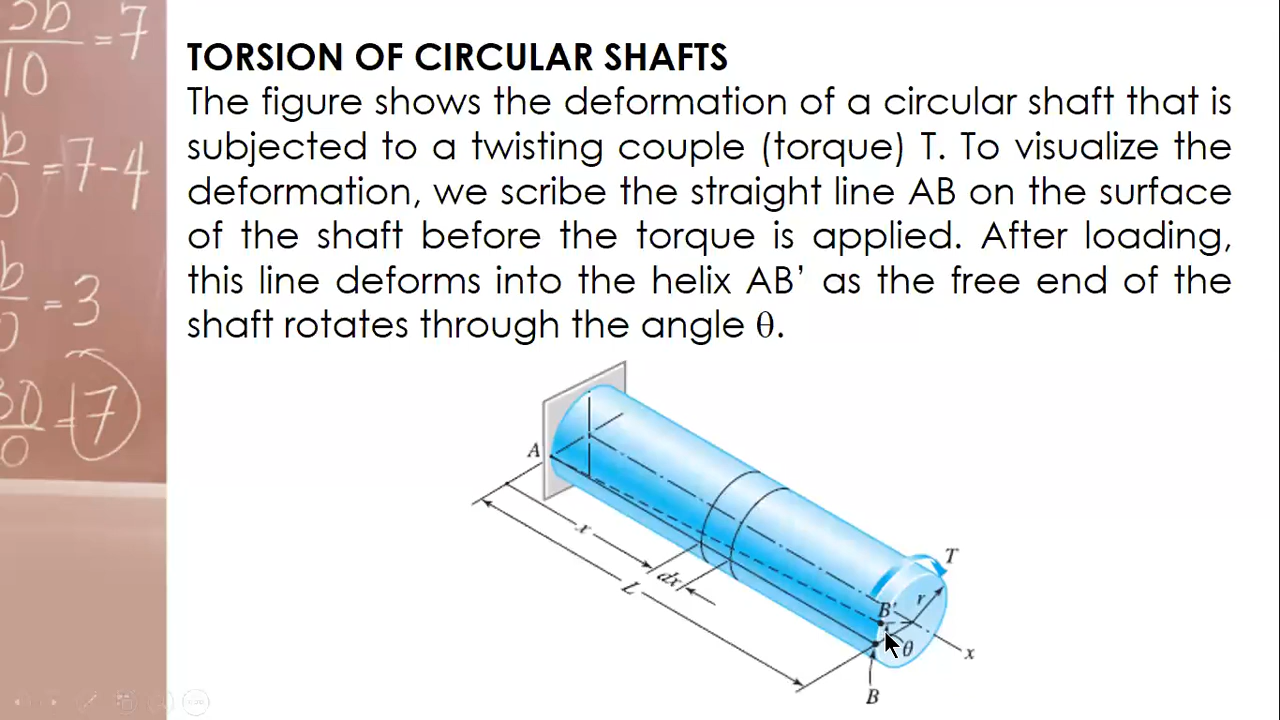 3b/10 = 7
= 7-4
= 3
= 7
TORSION OF CIRCULAR SHAFTS
The figure shows the deformation of a circular shaft that is
subjected to a twisting couple (torque) T. To visualize the
deformation, we scribe the straight line AB on the surface
of the shaft before the torque is applied. After loading,
this line deforms into the helix AB’ as the free end of the
shaft rotates through the angle θ.
A
x
dx
L
T
r
B'
θ
x
B